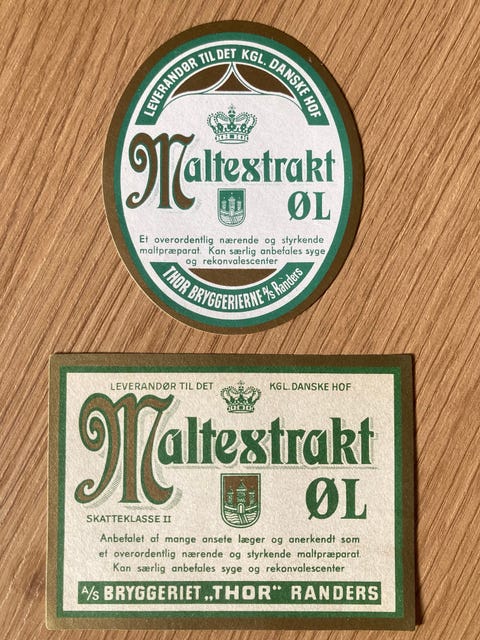 LEVERANDØR TIL DET KGL. DANSKE HOF
Maltextrakt
ØL
Et overordentlig nærende og styrkende
maltpræparat. Kan særlig anbefales syge
og rekonvalescenter
THOR BRYGGERIERNE A/S Randers
LEVERANDØR TIL DET KGL. DANSKE HOF
Maltextrakt
ØL
SKATTEKLASSE II
Anbefalet af mange ansete læger og anerkendt som
et overordentlig nærende og styrkende maltpræparat.
Kan særlig anbefales syge og rekonvalescenter
A/S BRYGGERIET „THOR" RANDERS